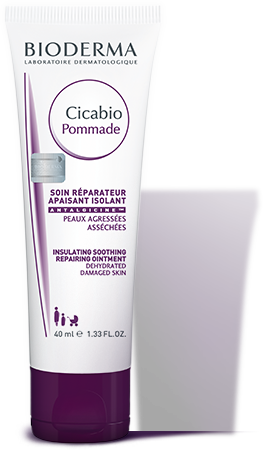 BIODERMA
LABORATOIRE DERMATOLOGIQUE
Cicabio
Pommade
SOIN RÉPARATEUR
APAISANT ISOLANT
ANTALGICINE™
PEAUX AGRESSÉES
ASSÉCHÉES
INSULATING SOOTHING
REPAIRING OINTMENT
DEHYDRATED
DAMAGED SKIN
40 ml ℮ 1.33 FL.OZ.